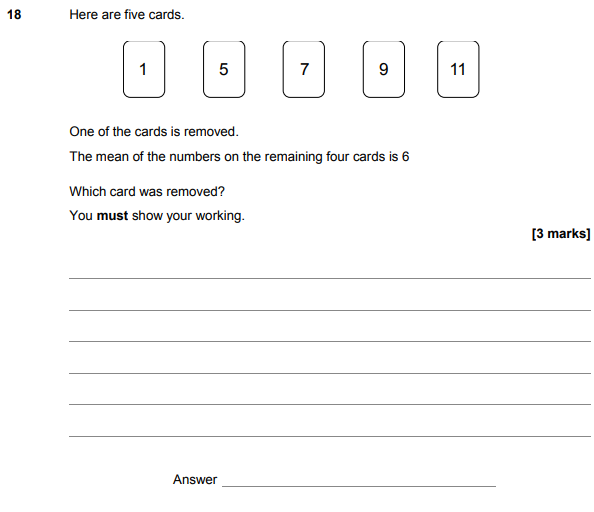 18 Here are five cards.
1 5 7 9 11
One of the cards is removed.
The mean of the numbers on the remaining four cards is 6
Which card was removed?
You must show your working.
[3 marks]
Answer